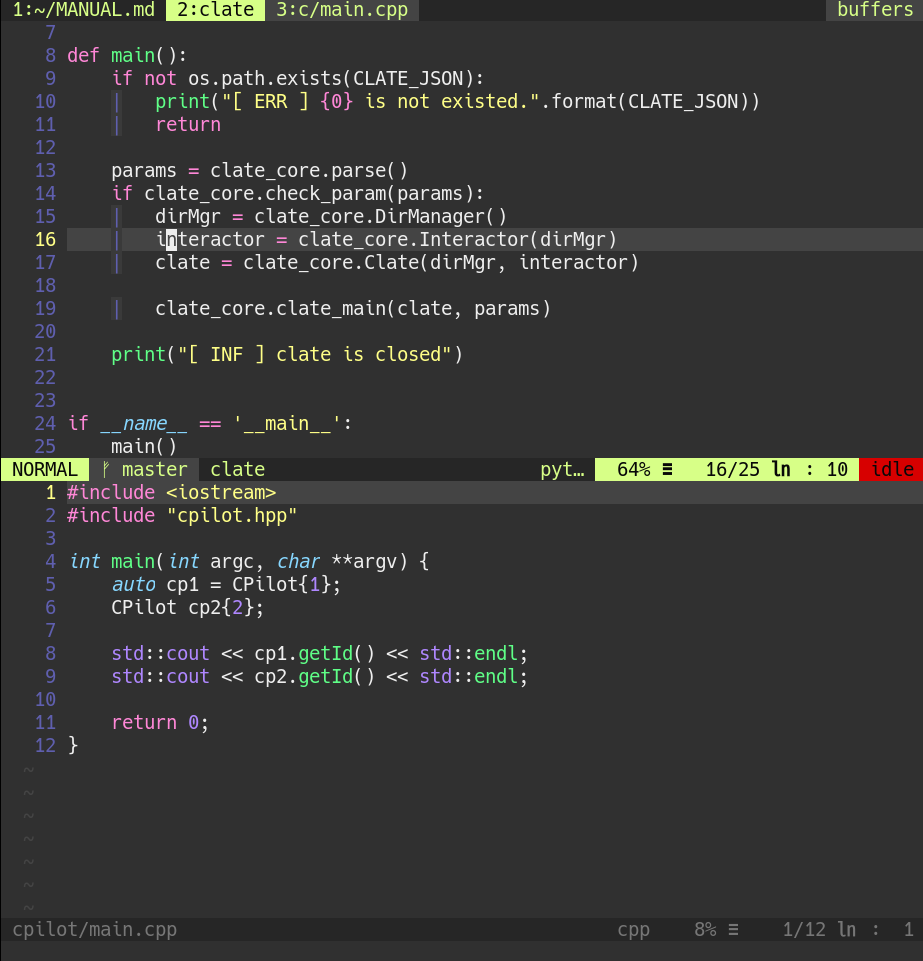 1:~/MANUAL.md 2:clate 3:c/main.cpp buffers
7
8 def main():
9     if not os.path.exists(CLATE_JSON):
10     |   print("[ ERR ] {0} is not existed.".format(CLATE_JSON))
11     |   return
12
13     params = clate_core.parse()
14     if clate_core.check_param(params):
15     |   dirMgr = clate_core.DirManager()
16     |   interactor = clate_core.Interactor(dirMgr)
17     |   clate = clate_core.Clate(dirMgr, interactor)
18
19     |   clate_core.clate_main(clate, params)
20
21     print("[ INF ] clate is closed")
22
23
24 if __name__ == '__main__':
25     main()
NORMAL ᚠ master clate pyt… 64% ≡ 16/25 ln : 10 idle
1 #include <iostream>
2 #include "cpilot.hpp"
3
4 int main(int argc, char **argv) {
5     auto cp1 = CPilot{1};
6     CPilot cp2{2};
7
8     std::cout << cp1.getId() << std::endl;
9     std::cout << cp2.getId() << std::endl;
10
11     return 0;
12 }
~
~
~
~
~
~
~
cpilot/main.cpp cpp 8% ≡ 1/12 ln : 1